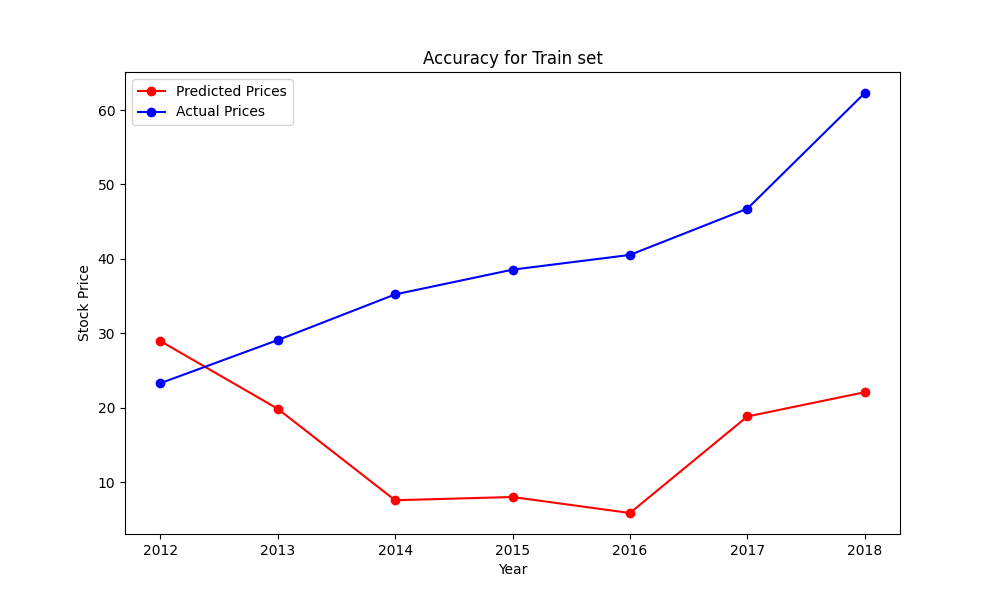 Accuracy for Train set
Predicted Prices
Actual Prices
60
50
40
30
20
10
Stock Price
2012 2013 2014 2015 2016 2017 2018
Year